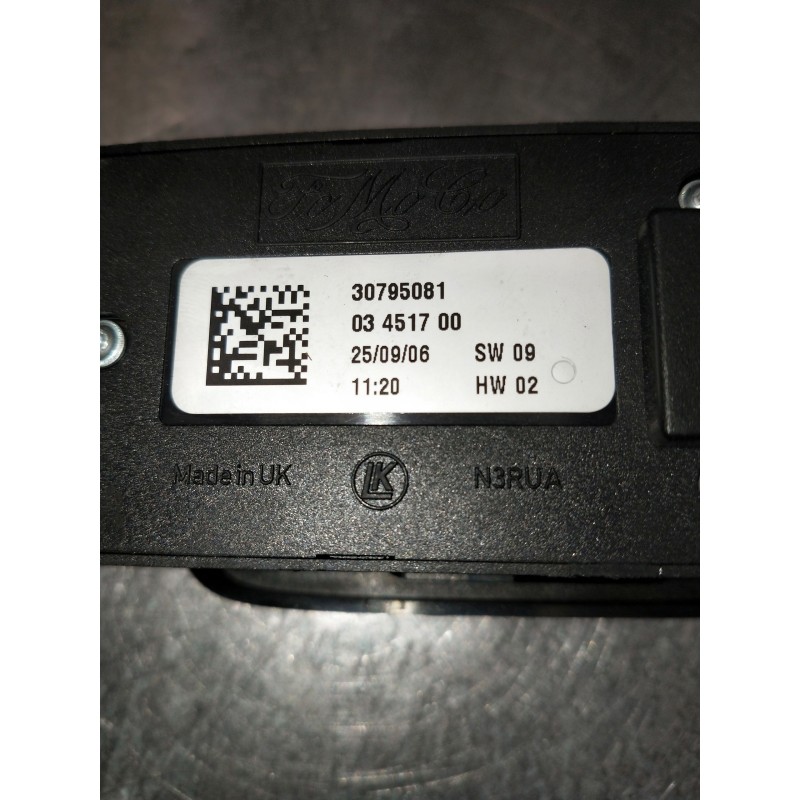 FoMoCo
30795081
03 4517 00
25/09/06 SW 09
11:20 HW 02
Made in UK LK N3RUA